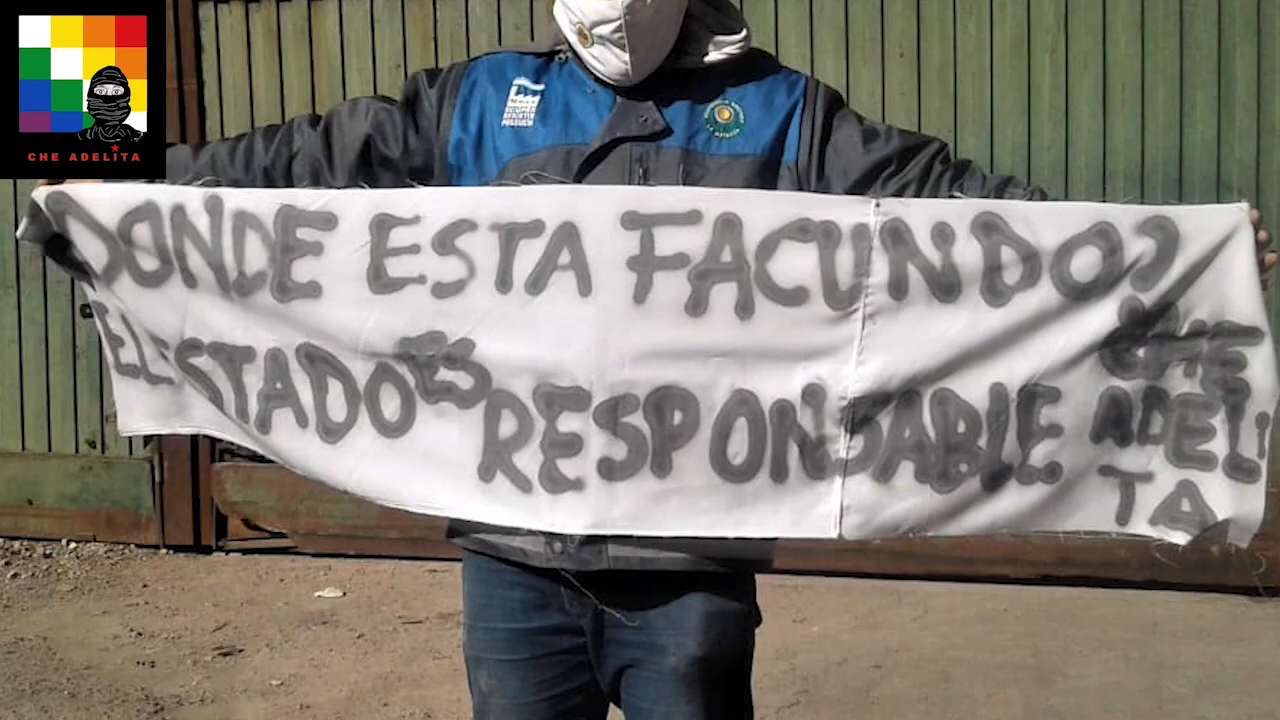 CHE ADELITA
DONDE ESTA FACUNDO?
EL ESTADO ES RESPONSABLE
CHE
ADELI
TA